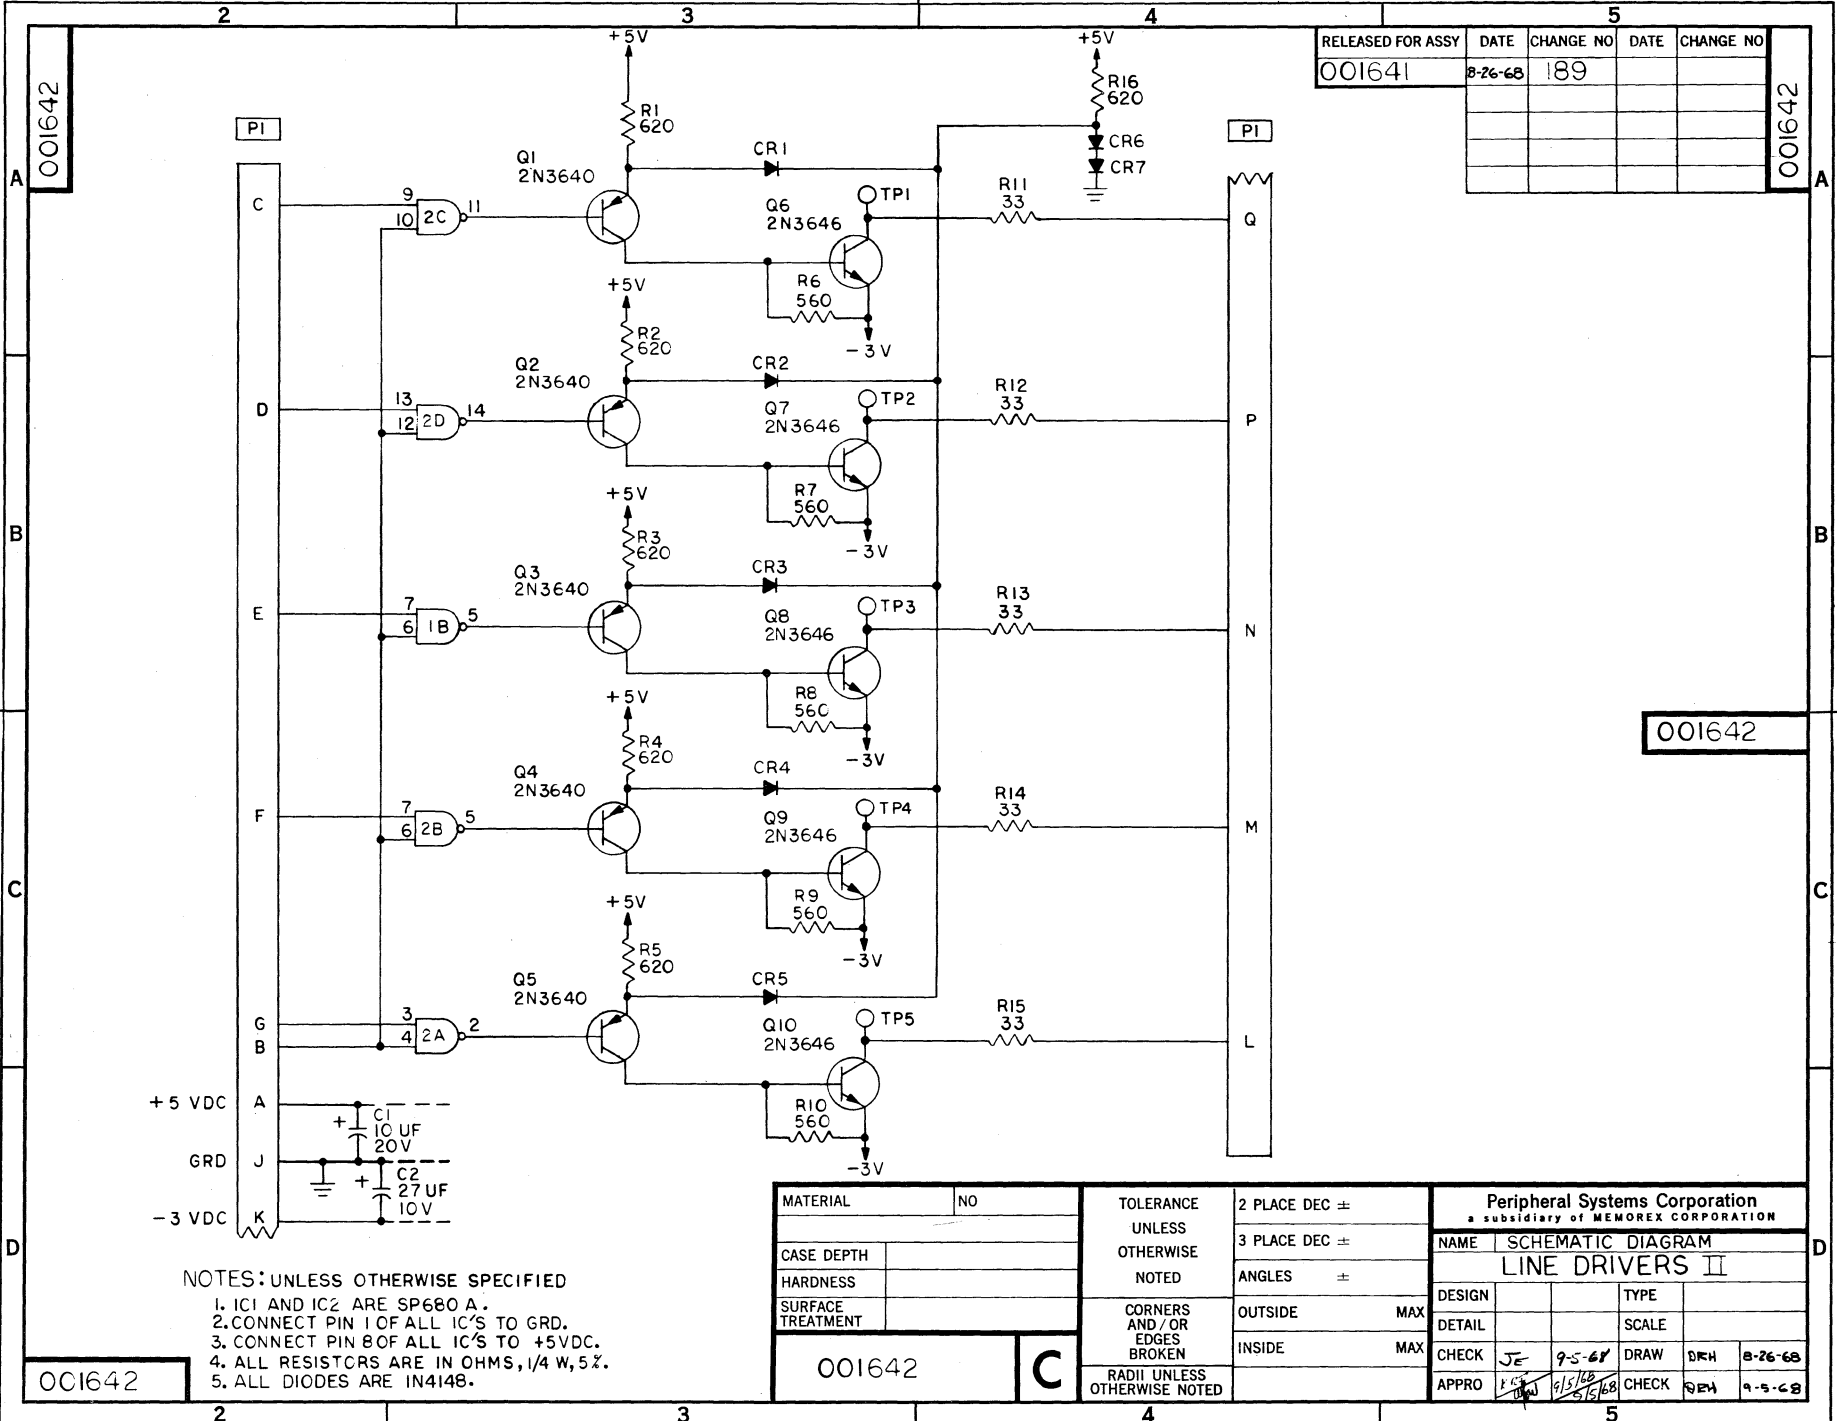 2 3 4 5
001642
RELEASED FOR ASSY DATE CHANGE NO DATE CHANGE NO
001641 8-26-68 189
001642
A A
B B
C C
D D
P1
P1
+5V
+5V
R1
620
R16
620
CR6
CR7
CR1
Q1
2N3640
C 9 10 2C 11
Q6
2N3646
TP1
R11
33
Q
R6
560
-3V
+5V
R2
620
CR2
Q2
2N3640
D 13 12 2D 14
Q7
2N3646
TP2
R12
33
P
R7
560
-3V
+5V
R3
620
CR3
Q3
2N3640
E 7 6 1B 5
Q8
2N3646
TP3
R13
33
N
R8
560
-3V
001642
+5V
R4
620
CR4
Q4
2N3640
F 7 6 2B 5
Q9
2N3646
TP4
R14
33
M
R9
560
-3V
+5V
R5
620
CR5
Q5
2N3640
G 3
B 4 2A 2
Q10
2N3646
TP5
R15
33
L
R10
560
-3V
+5 VDC A
+ C1
10 UF
20V
GRD J
+ C2
27 UF
10V
-3 VDC K
NOTES: UNLESS OTHERWISE SPECIFIED
1. IC1 AND IC2 ARE SP680A.
2. CONNECT PIN 1 OF ALL IC'S TO GRD.
3. CONNECT PIN 8 OF ALL IC'S TO +5VDC.
4. ALL RESISTORS ARE IN OHMS, 1/4 W, 5%.
5. ALL DIODES ARE IN4148.
001642
MATERIAL NO
CASE DEPTH
HARDNESS
SURFACE
TREATMENT
001642 C
TOLERANCE
UNLESS
OTHERWISE
NOTED
CORNERS
AND/OR
EDGES
BROKEN
RADII UNLESS
OTHERWISE NOTED
2 PLACE DEC ±
3 PLACE DEC ±
ANGLES ±
OUTSIDE MAX
INSIDE MAX
Peripheral Systems Corporation
a subsidiary of MEMOREX CORPORATION
NAME SCHEMATIC DIAGRAM
LINE DRIVERS II
DESIGN TYPE
DETAIL SCALE
CHECK JE 9-5-68 DRAW DRH 8-26-68
APPRO 9/5/68 9/5/68 CHECK DRH 9-5-68
2 3 4 5